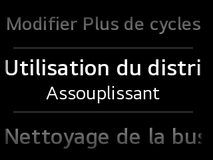 Modifier Plus de cycles
Utilisation du distri
Assouplissant
Nettoyage de la bus